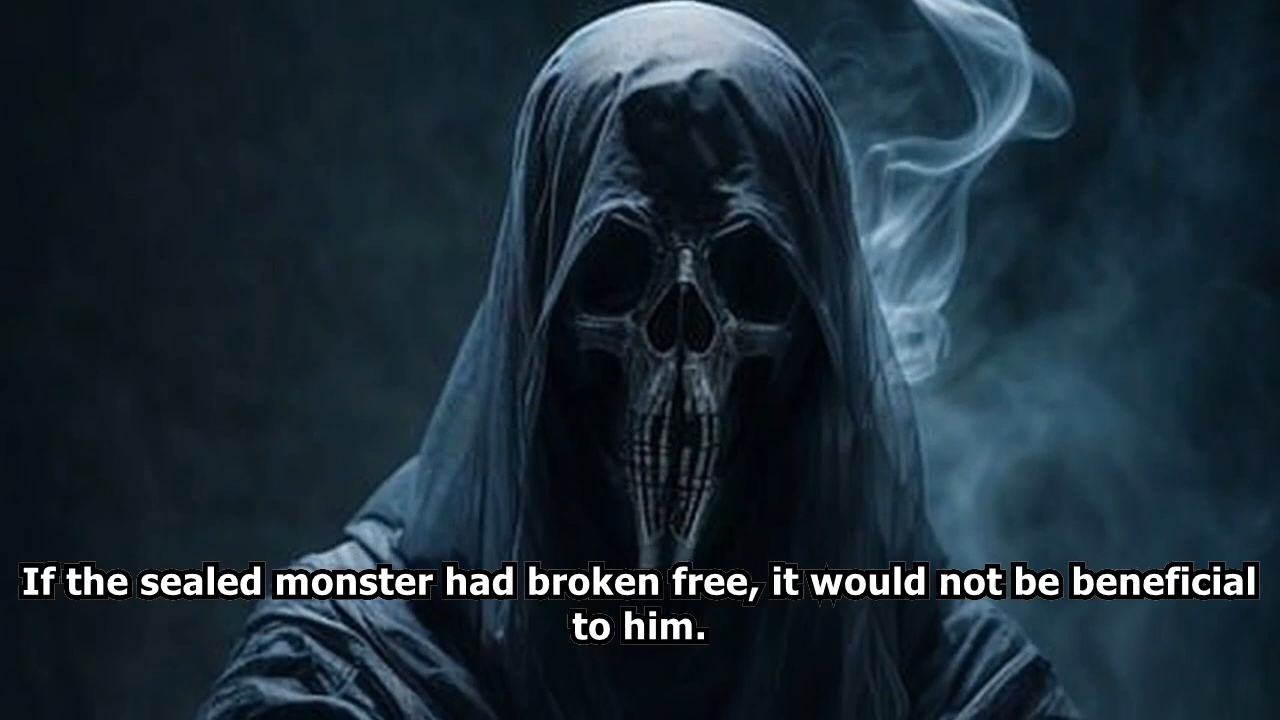 If the sealed monster had broken free, it would not be beneficial
to him.